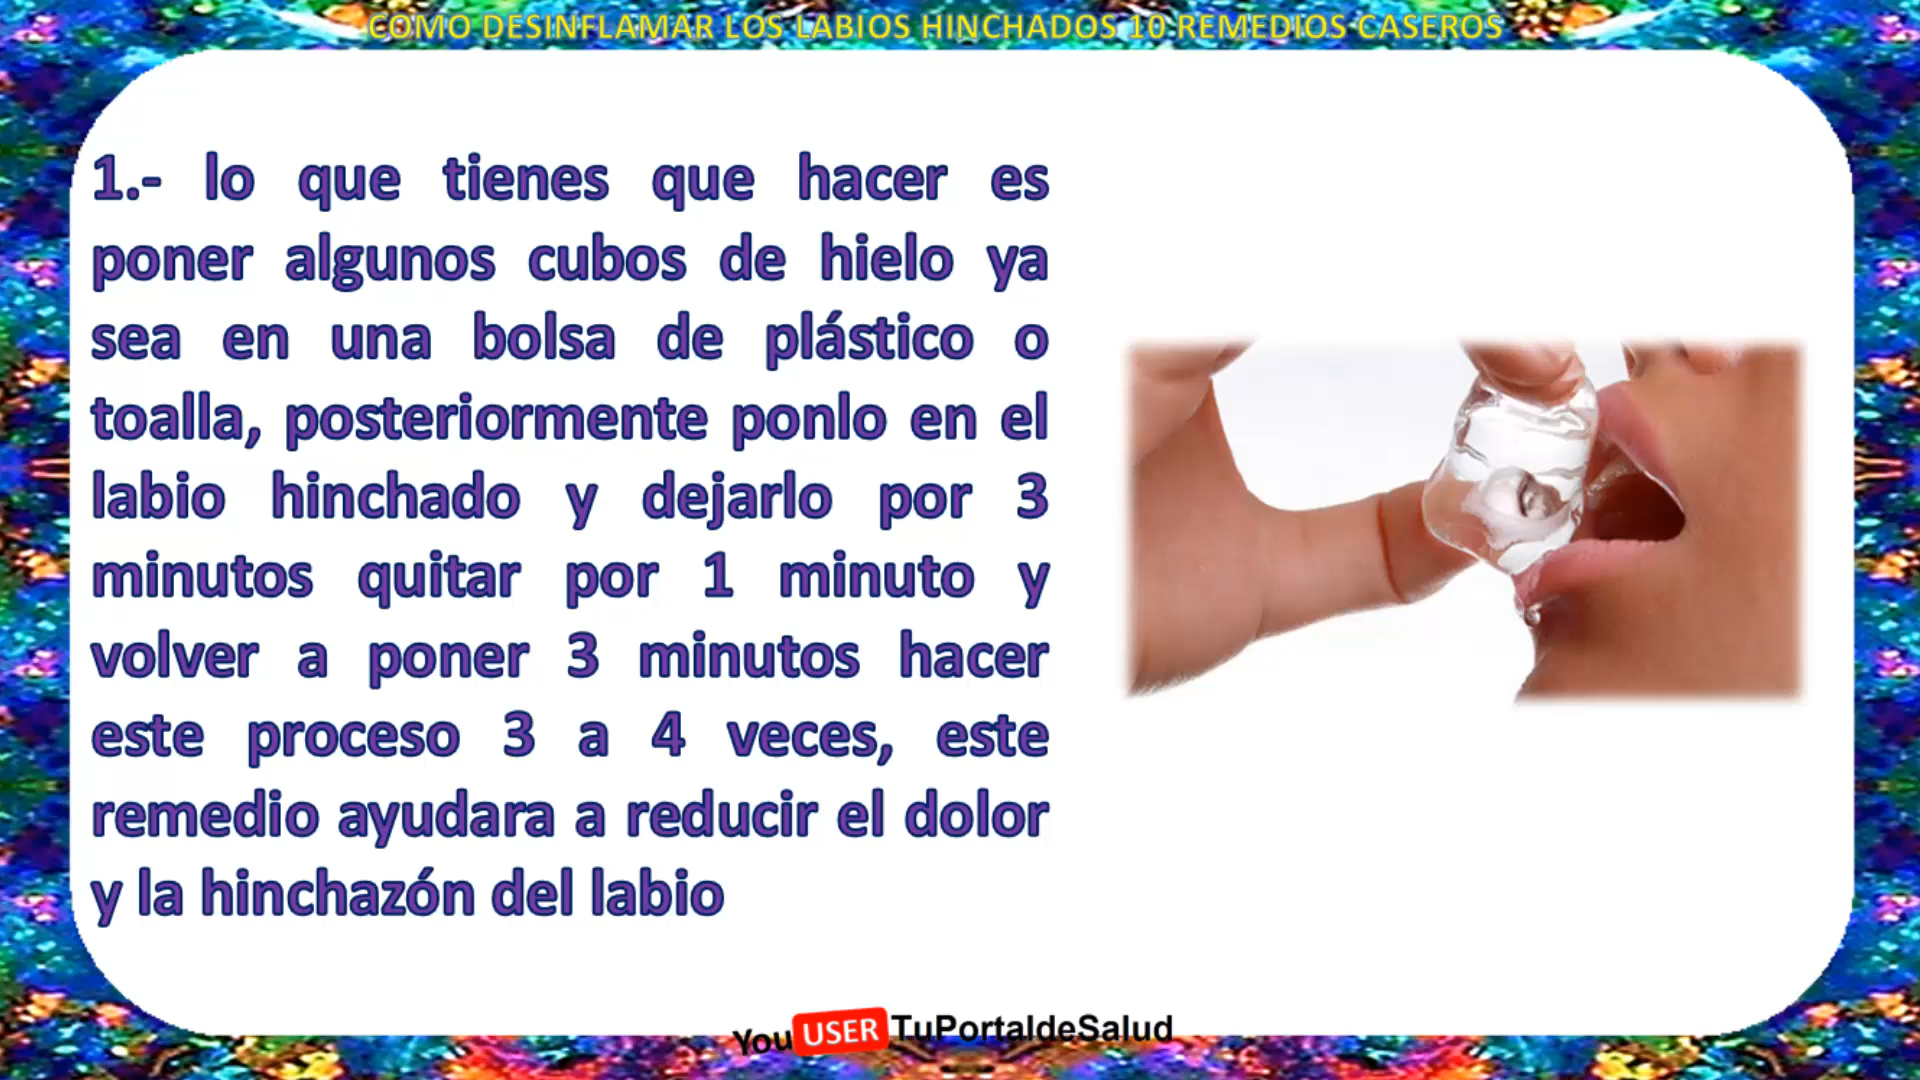 COMO DESINFLAMAR LOS LABIOS HINCHADOS 10 REMEDIOS CASEROS
1.- lo que tienes que hacer es
poner algunos cubos de hielo ya
sea en una bolsa de plástico o
toalla, posteriormente ponlo en el
labio hinchado y dejarlo por 3
minutos quitar por 1 minuto y
volver a poner 3 minutos hacer
este proceso 3 a 4 veces, este
remedio ayudara a reducir el dolor
y la hinchazón del labio
You USER TuPortaldeSalud